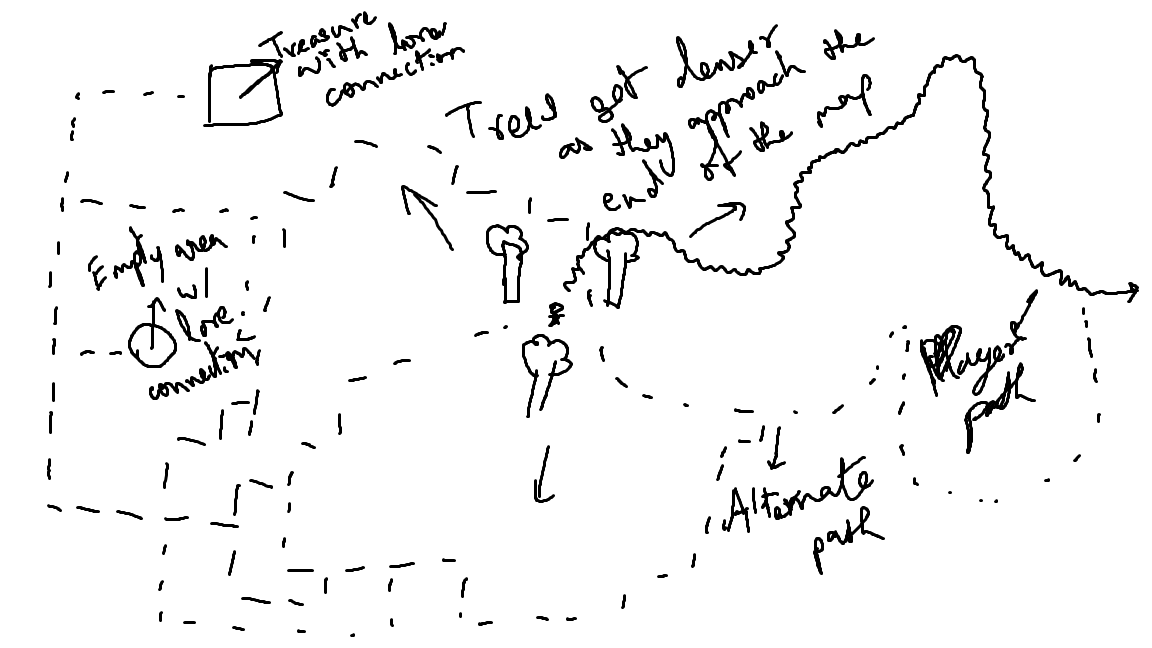 Treasure
with lore
connection
Trees get denser
as they approach the
end of the map
Empty area
w/
lore
connection
Player
path
Alternate
path